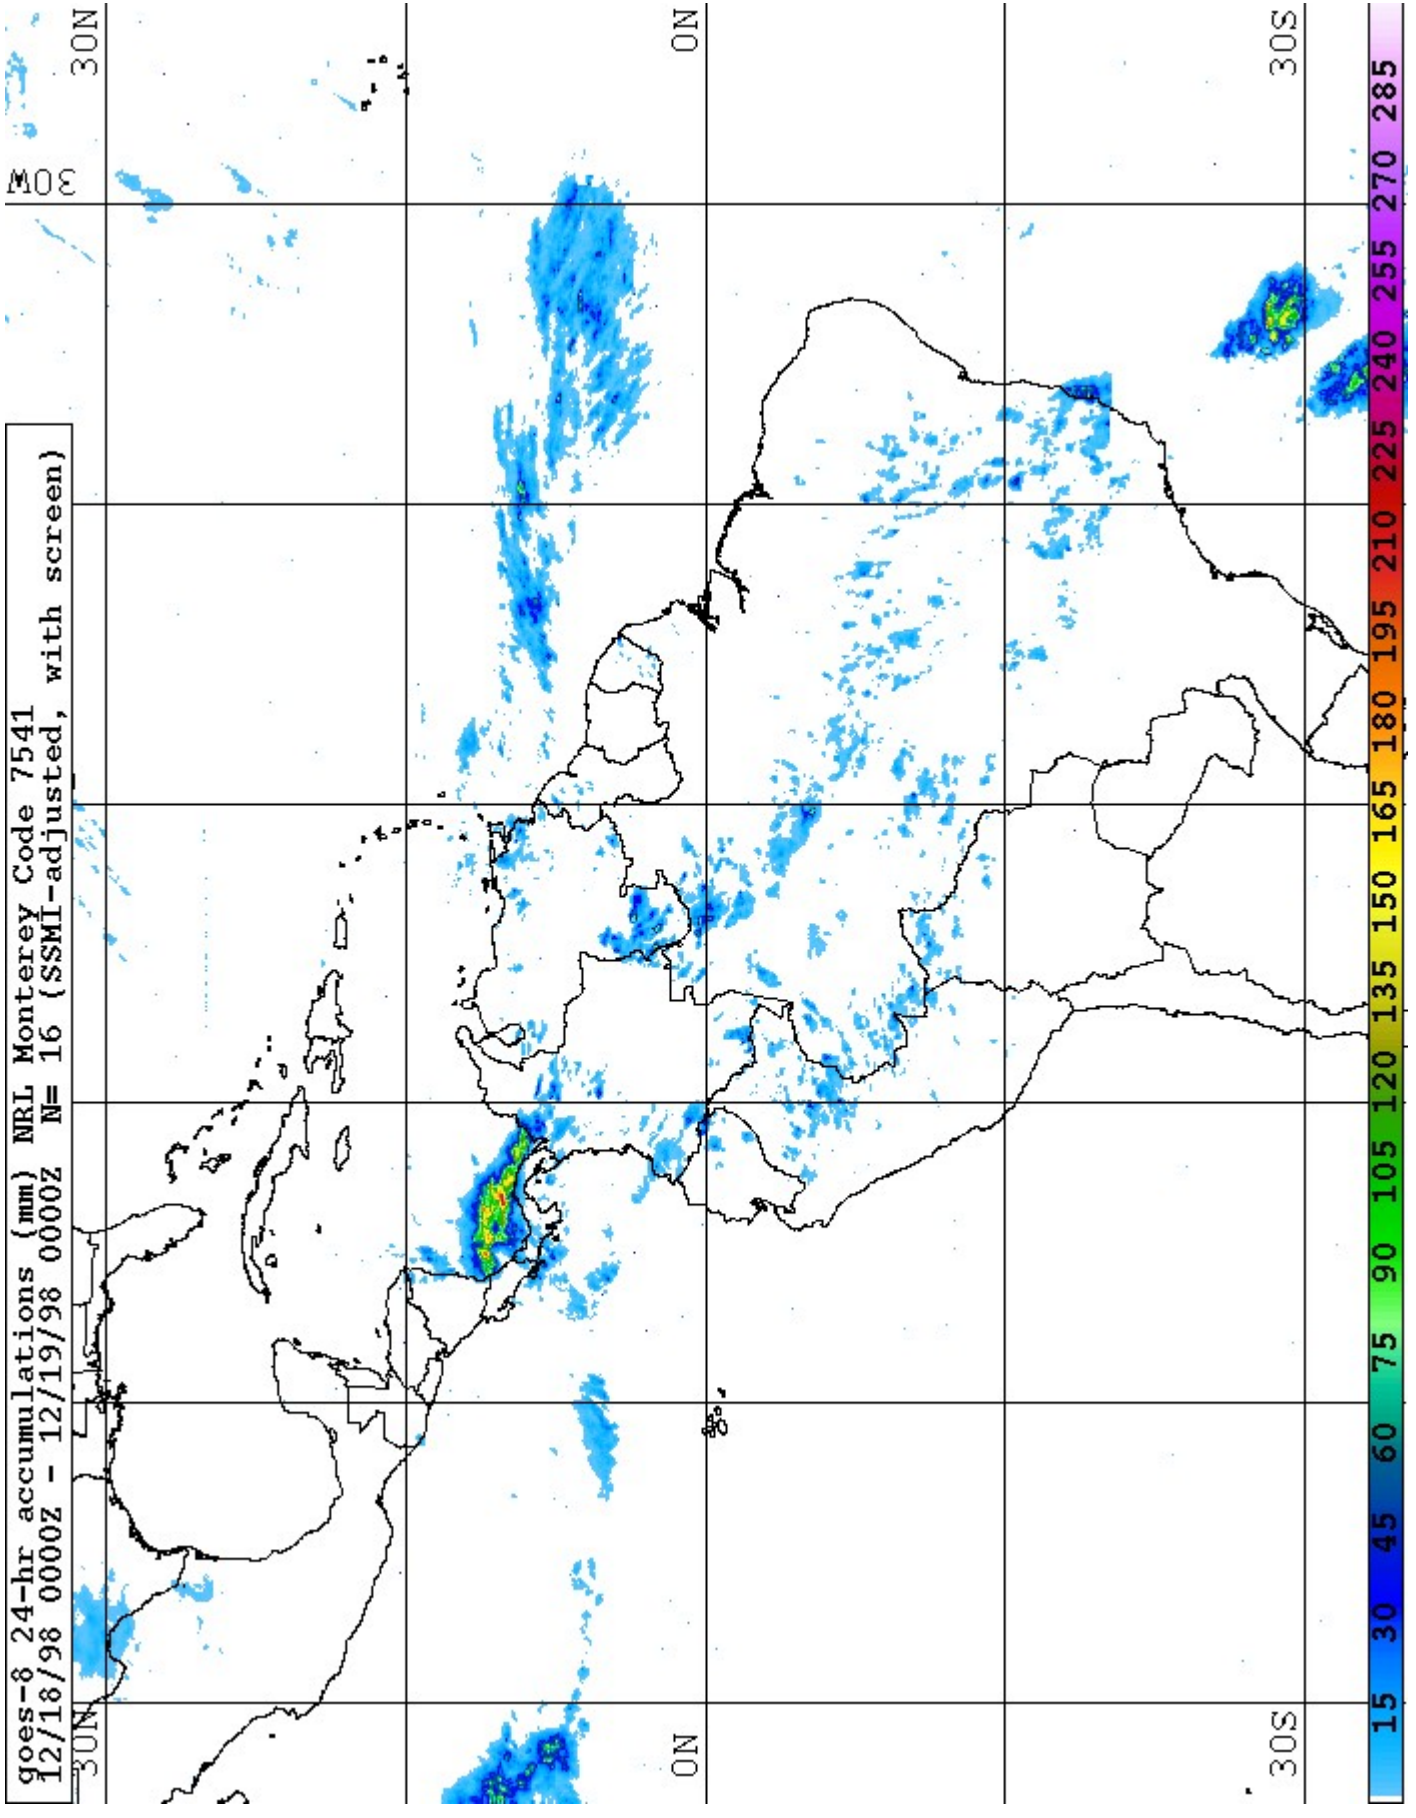 goes-8 24-hr accumulations (mm) NRL Monterey Code 7541
12/18/98 0000Z - 12/19/98 0000Z N= 16 (SSMI-adjusted, with screen)
30W
30N
30N
0N
0N
30S
30S
15 30 45 60 75 90 105 120 135 150 165 180 195 210 225 240 255 270 285